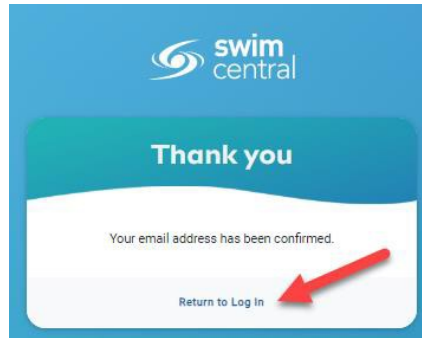 swim
central
Thank you
Your email address has been confirmed.
Return to Log In